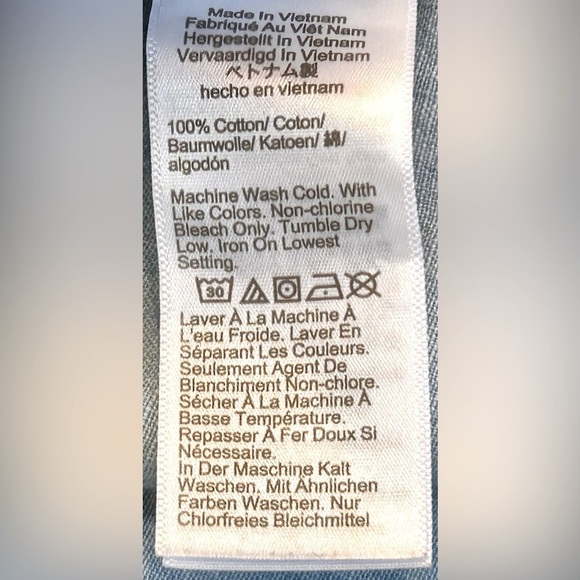 Made In Vietnam
Fabriqué Au Viêt Nam
Hergestellt In Vietnam
Vervaardigd In Vietnam
ベトナム製
hecho en vietnam
100% Cotton/ Coton/
Baumwolle/ Katoen/ 綿/
algodón
Machine Wash Cold. With
Like Colors. Non-chlorine
Bleach Only. Tumble Dry
Low. Iron On Lowest
Setting.
30
Laver À La Machine À
L'eau Froide. Laver En
Séparant Les Couleurs.
Seulement Agent De
Blanchiment Non-chlore.
Sécher À La Machine À
Basse Température.
Repasser À Fer Doux Si
Nécessaire.
In Der Maschine Kalt
Waschen. Mit Ähnlichen
Farben Waschen. Nur
Chlorfreies Bleichmittel